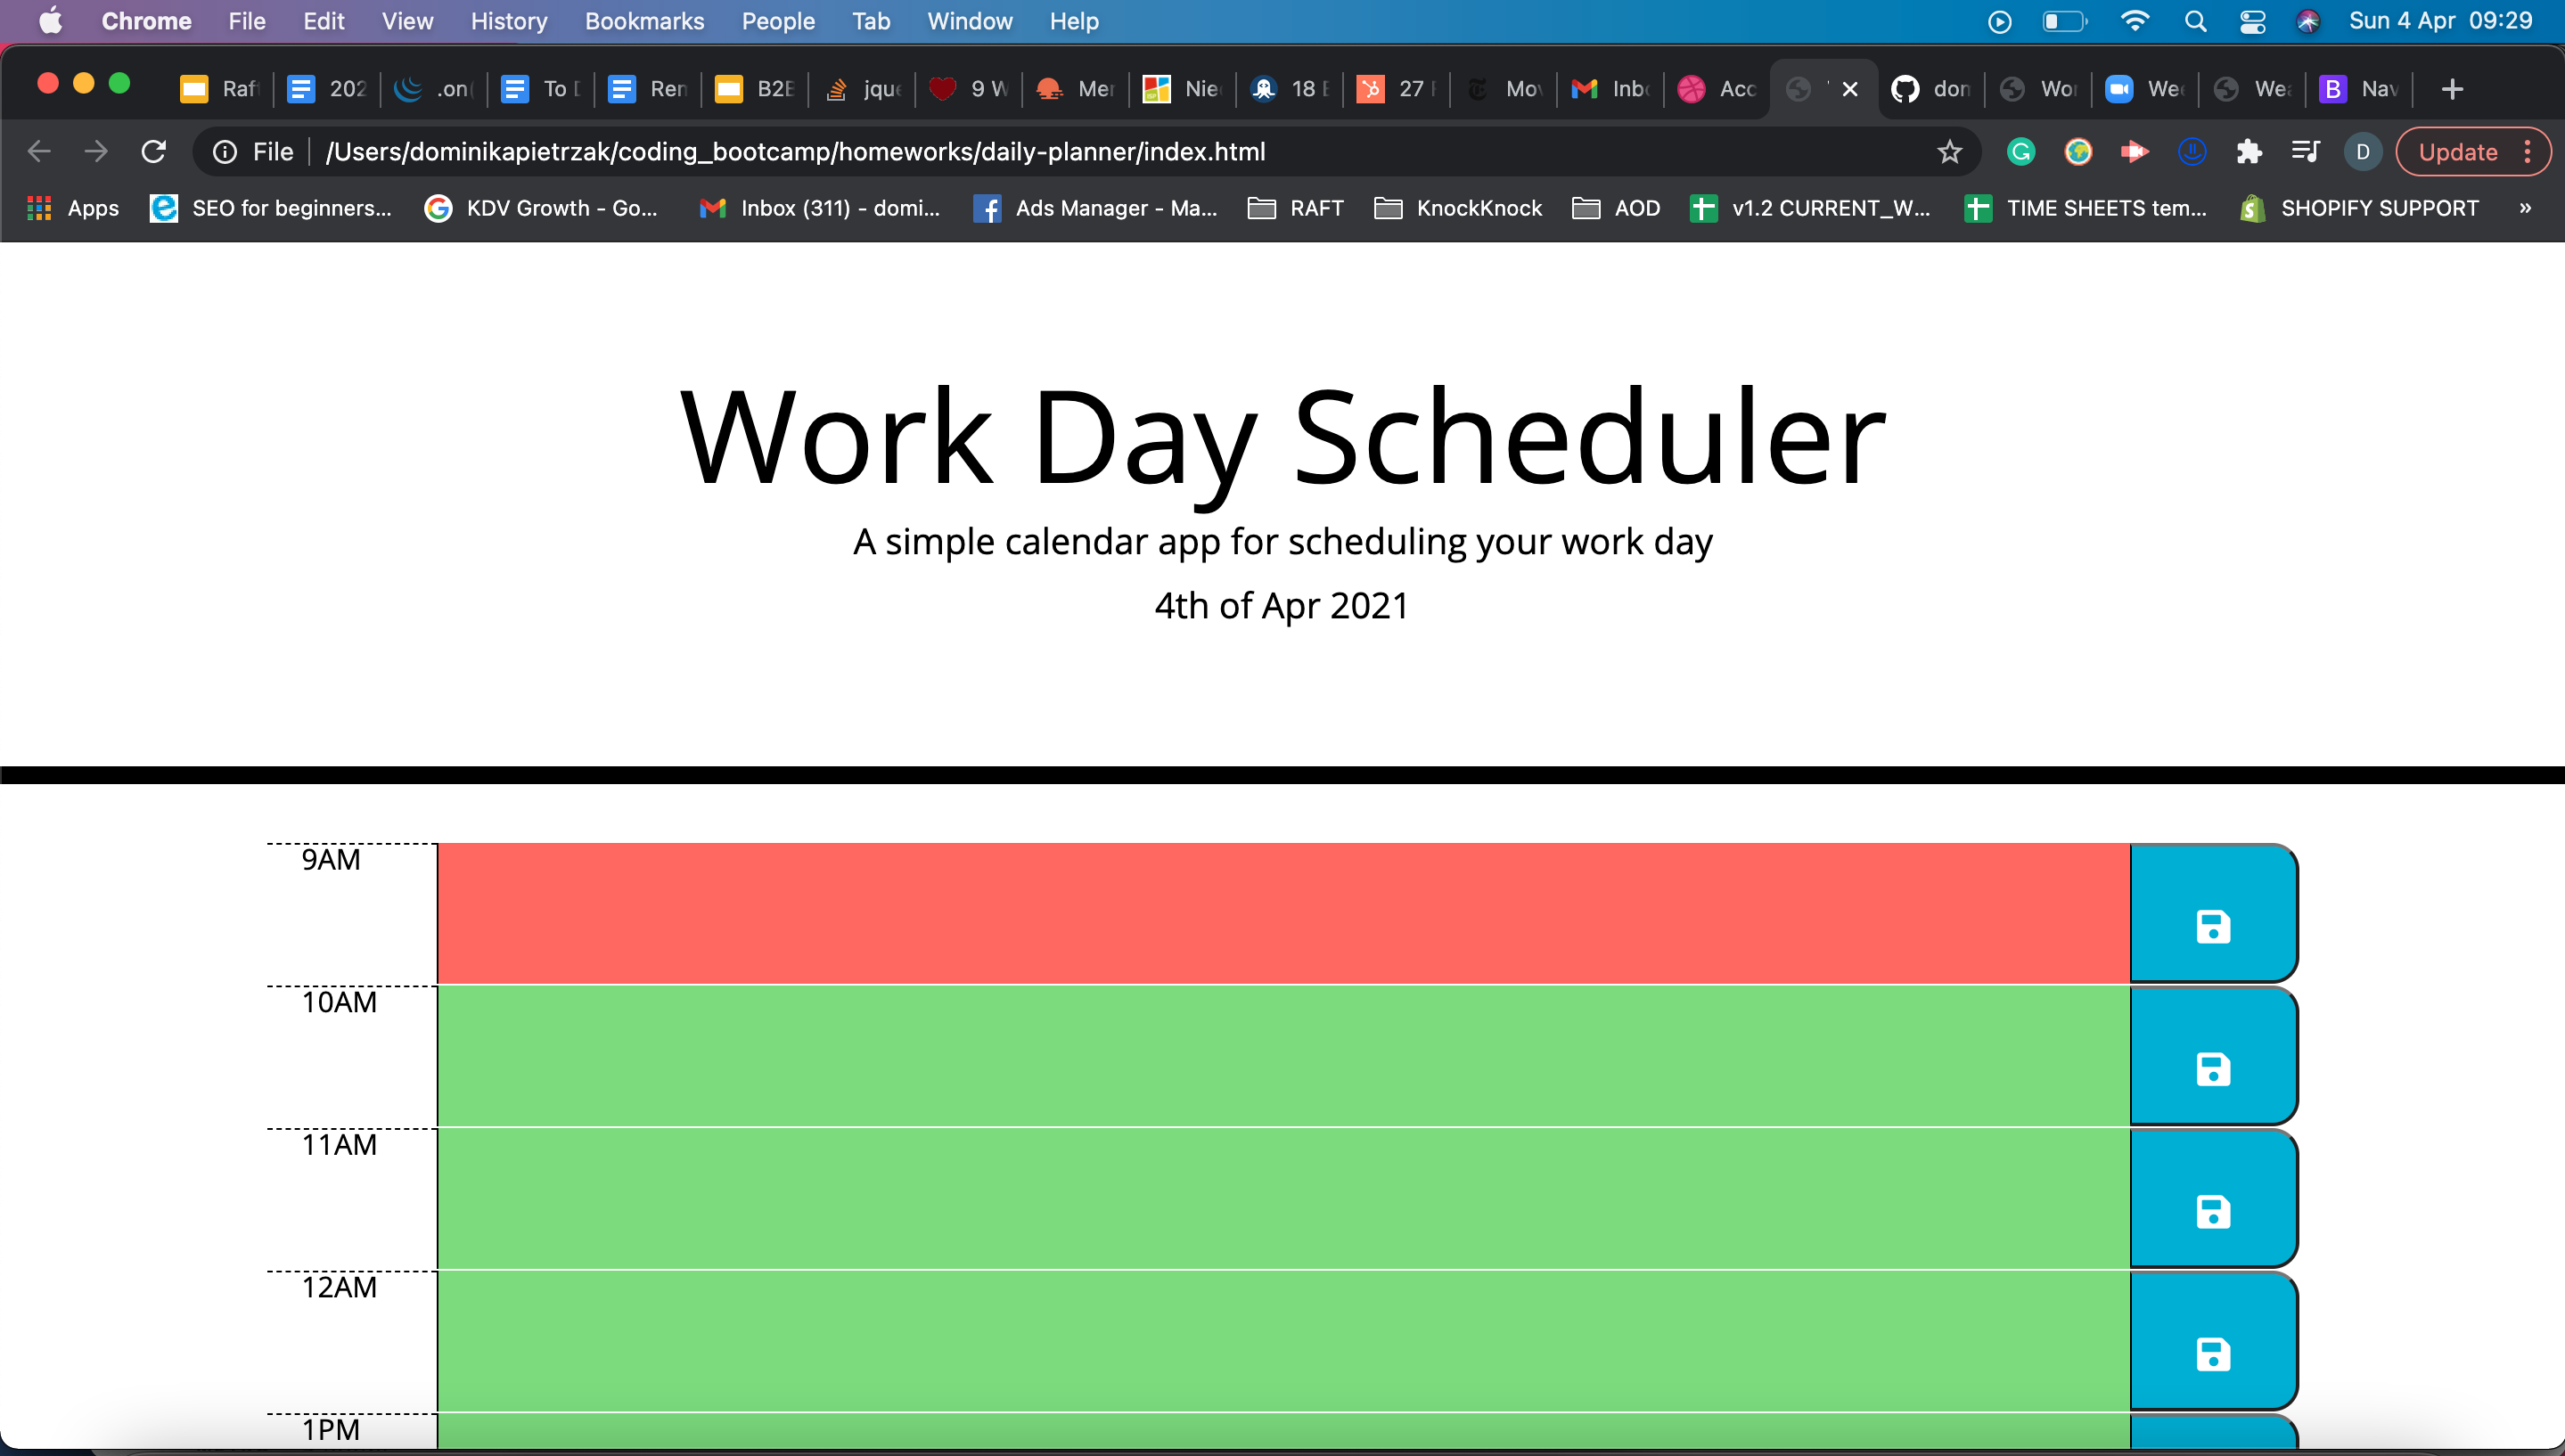 Chrome File Edit View History Bookmarks People Tab Window Help Sun 4 Apr 09:29
Raf 202 .on( To Ren B2B jque 9 W Mer Nie 18 27 Mov Inbo Acc don Wor We Wea B Nav
File /Users/dominikapietrzak/coding_bootcamp/homeworks/daily-planner/index.html D Update
Apps SEO for beginners... KDV Growth - Go... Inbox (311) - domi... Ads Manager - Ma... RAFT KnockKnock AOD v1.2 CURRENT_W... TIME SHEETS tem... SHOPIFY SUPPORT »
Work Day Scheduler
A simple calendar app for scheduling your work day
4th of Apr 2021
9AM
10AM
11AM
12AM
1PM